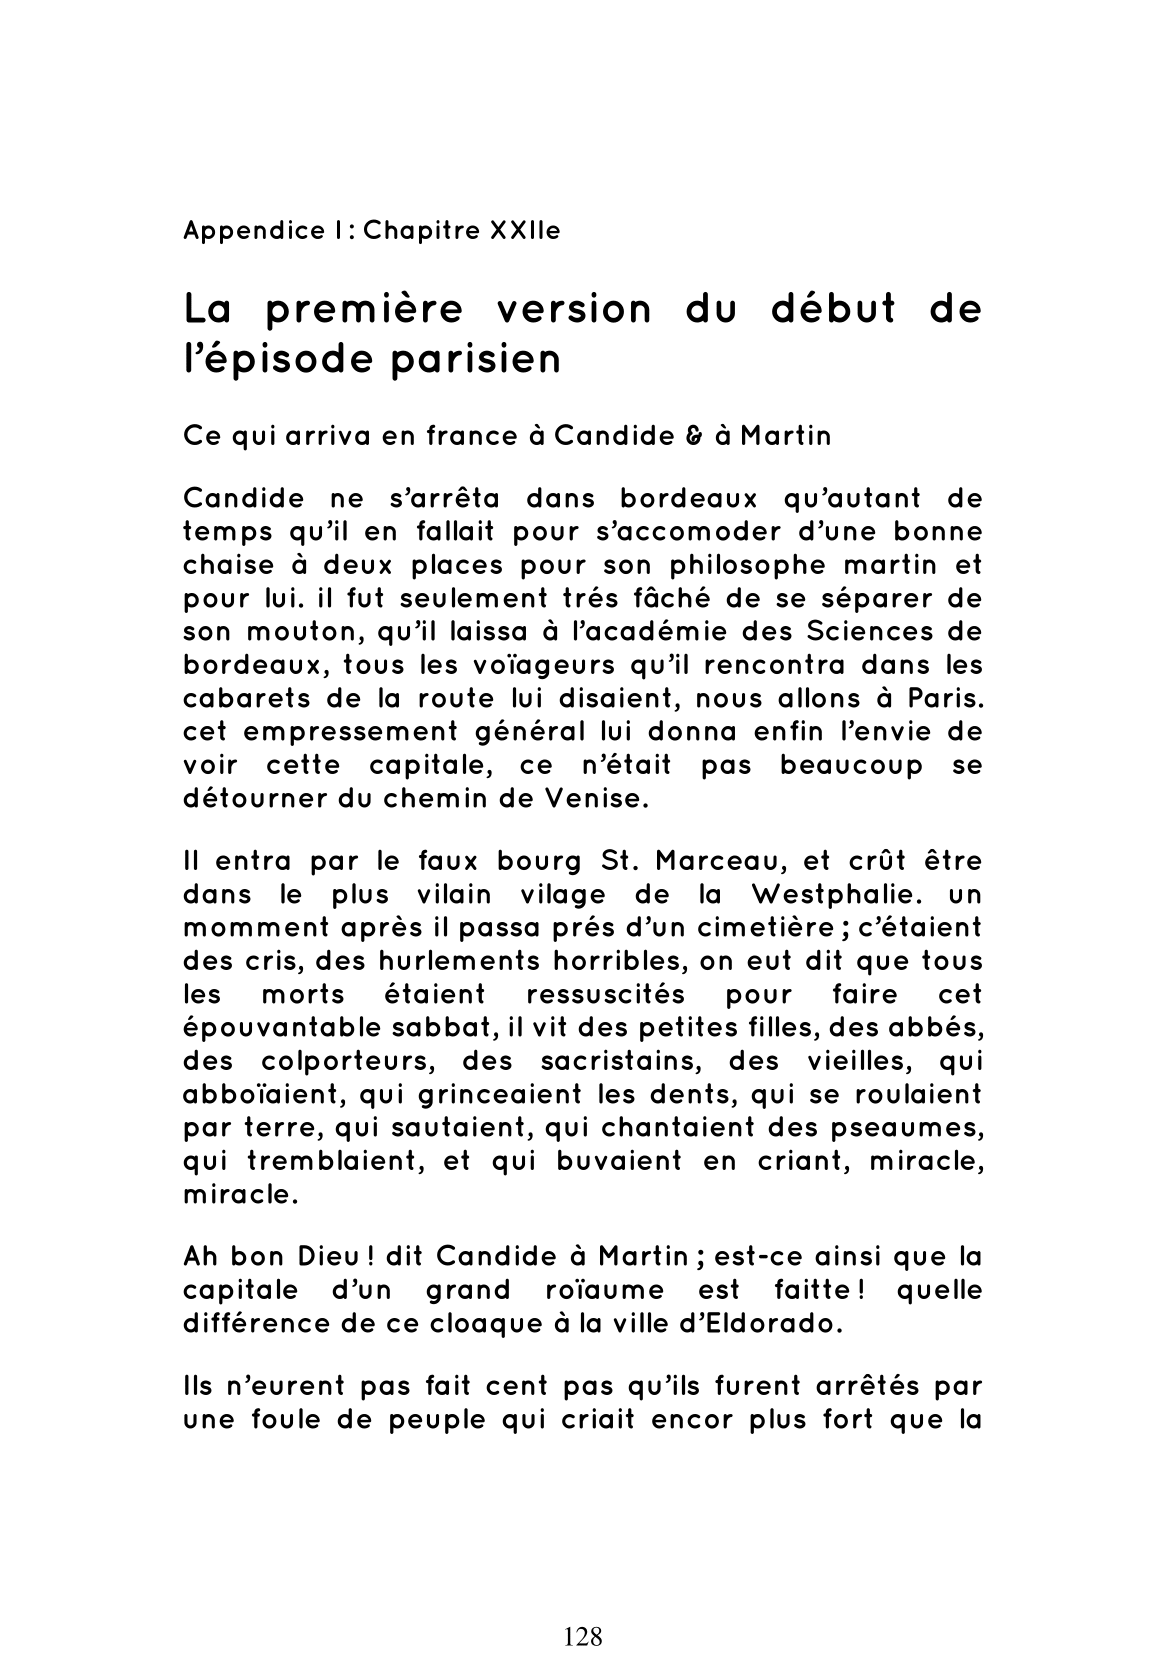 Appendice I : Chapitre XXIIe
La première version du début de
l’épisode parisien
Ce qui arriva en france à Candide & à Martin
Candide ne s’arrêta dans bordeaux qu’autant de
temps qu’il en fallait pour s’accomoder d’une bonne
chaise à deux places pour son philosophe martin et
pour lui. il fut seulement trés fâché de se séparer de
son mouton, qu’il laissa à l’académie des Sciences de
bordeaux, tous les voïageurs qu’il rencontra dans les
cabarets de la route lui disaient, nous allons à Paris.
cet empressement général lui donna enfin l’envie de
voir cette capitale, ce n’était pas beaucoup se
détourner du chemin de Venise.
Il entra par le faux bourg St. Marceau, et crût être
dans le plus vilain vilage de la Westphalie. un
momment après il passa prés d’un cimetière ; c’étaient
des cris, des hurlements horribles, on eut dit que tous
les morts étaient ressuscités pour faire cet
épouvantable sabbat, il vit des petites filles, des abbés,
des colporteurs, des sacristains, des vieilles, qui
abboïaient, qui grinceaient les dents, qui se roulaient
par terre, qui sautaient, qui chantaient des pseaumes,
qui tremblaient, et qui buvaient en criant, miracle,
miracle.
Ah bon Dieu ! dit Candide à Martin ; est-ce ainsi que la
capitale d’un grand roïaume est faitte ! quelle
différence de ce cloaque à la ville d’Eldorado.
Ils n’eurent pas fait cent pas qu’ils furent arrêtés par
une foule de peuple qui criait encor plus fort que la
128